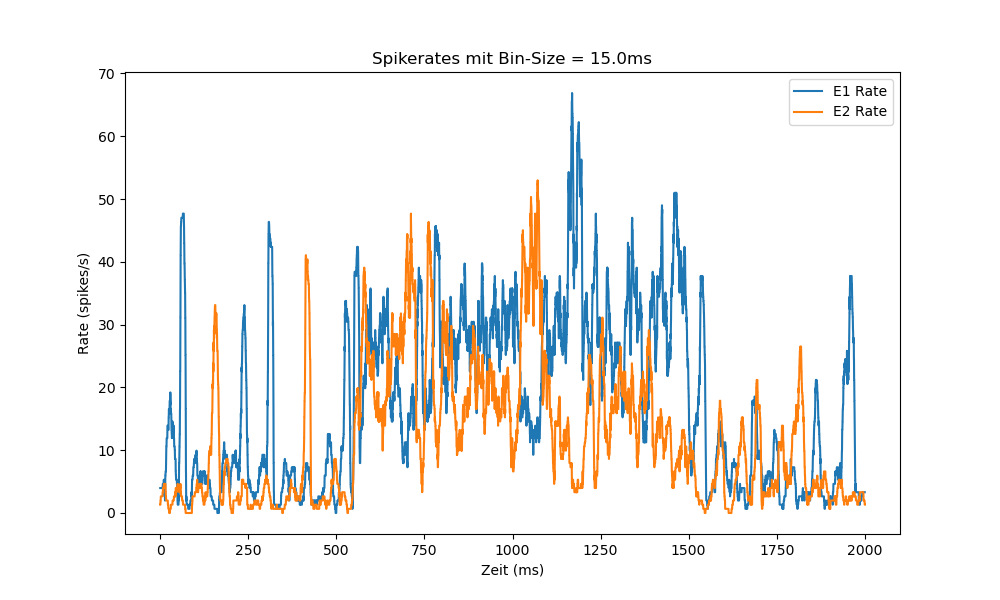 Spikerates mit Bin-Size = 15.0ms
E1 Rate
E2 Rate
Rate (spikes/s)
70
60
50
40
30
20
10
0
0 250 500 750 1000 1250 1500 1750 2000
Zeit (ms)